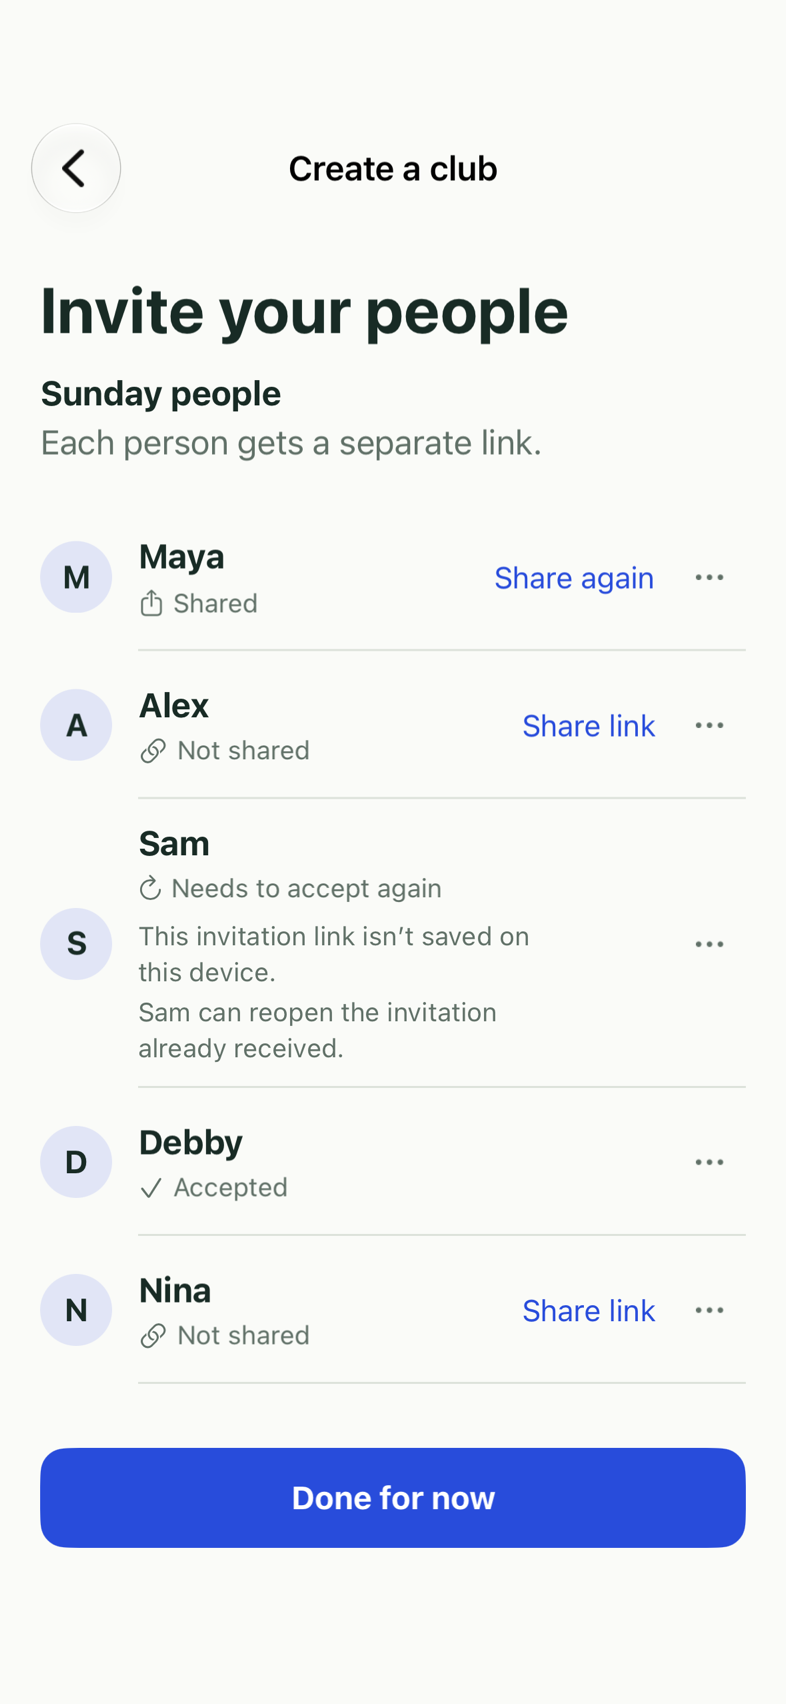 Create a club
Invite your people
Sunday people
Each person gets a separate link.
M
Maya
Shared
Share again
A
Alex
Not shared
Share link
S
Sam
Needs to accept again
This invitation link isn’t saved on
this device.
Sam can reopen the invitation
already received.
D
Debby
Accepted
N
Nina
Not shared
Share link
Done for now